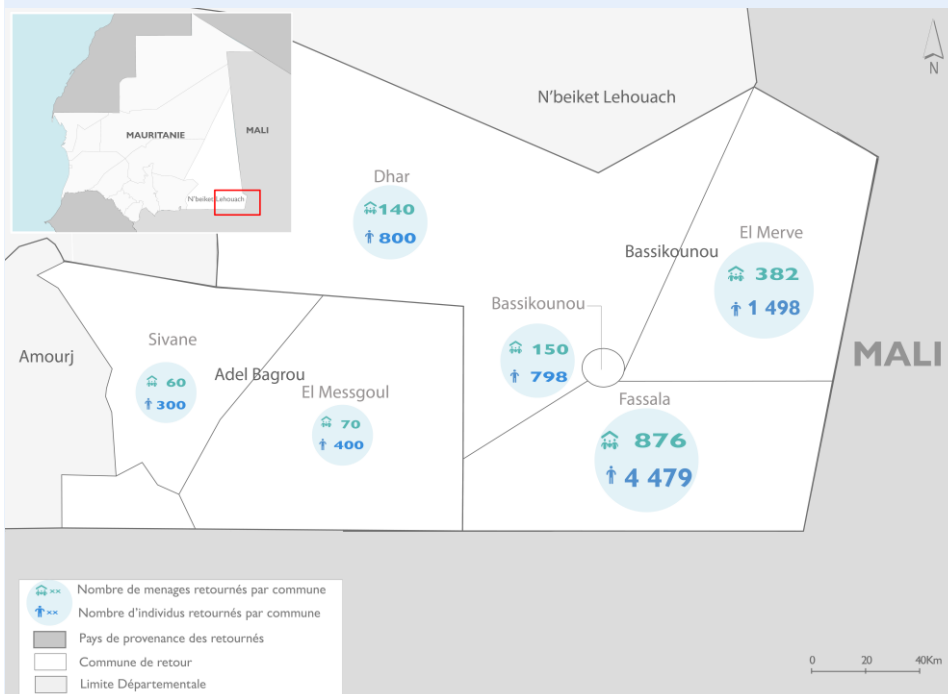 N
N'beiket Lehouach
MAURITANIE
MALI
N'beiket Lehouach
Dhar
140
800
El Merve
Bassikounou
382
1 498
Bassikounou
150
798
MALI
Sivane
60
300
Amourj
Adel Bagrou
El Messgoul
70
400
Fassala
876
4 479
×× Nombre de menages retournés par commune
×× Nombre d'individus retournés par commune
Pays de provenance des retournés
Commune de retour
Limite Départementale
0 20 40Km